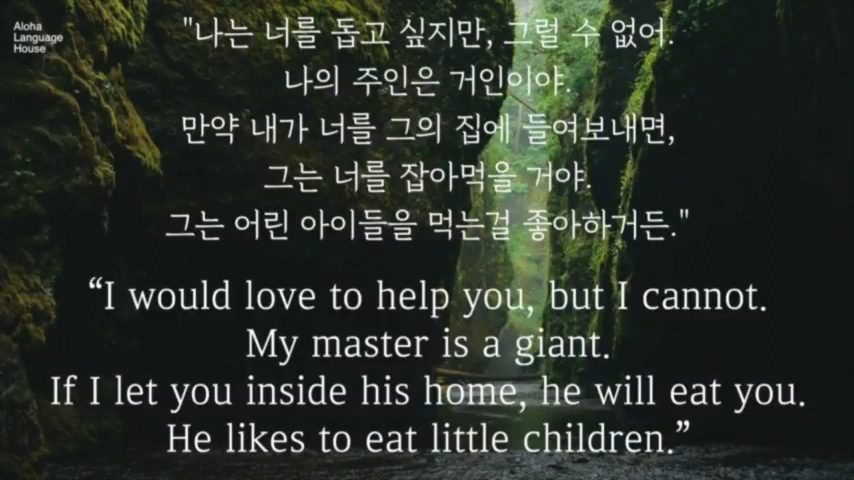 Aloha
Language
House
"나는 너를 돕고 싶지만, 그럴 수 없어.
나의 주인은 거인이야.
만약 내가 너를 그의 집에 들여보내면,
그는 너를 잡아먹을 거야.
그는 어린 아이들을 먹는걸 좋아하거든."
“I would love to help you, but I cannot.
My master is a giant.
If I let you inside his home, he will eat you.
He likes to eat little children.”